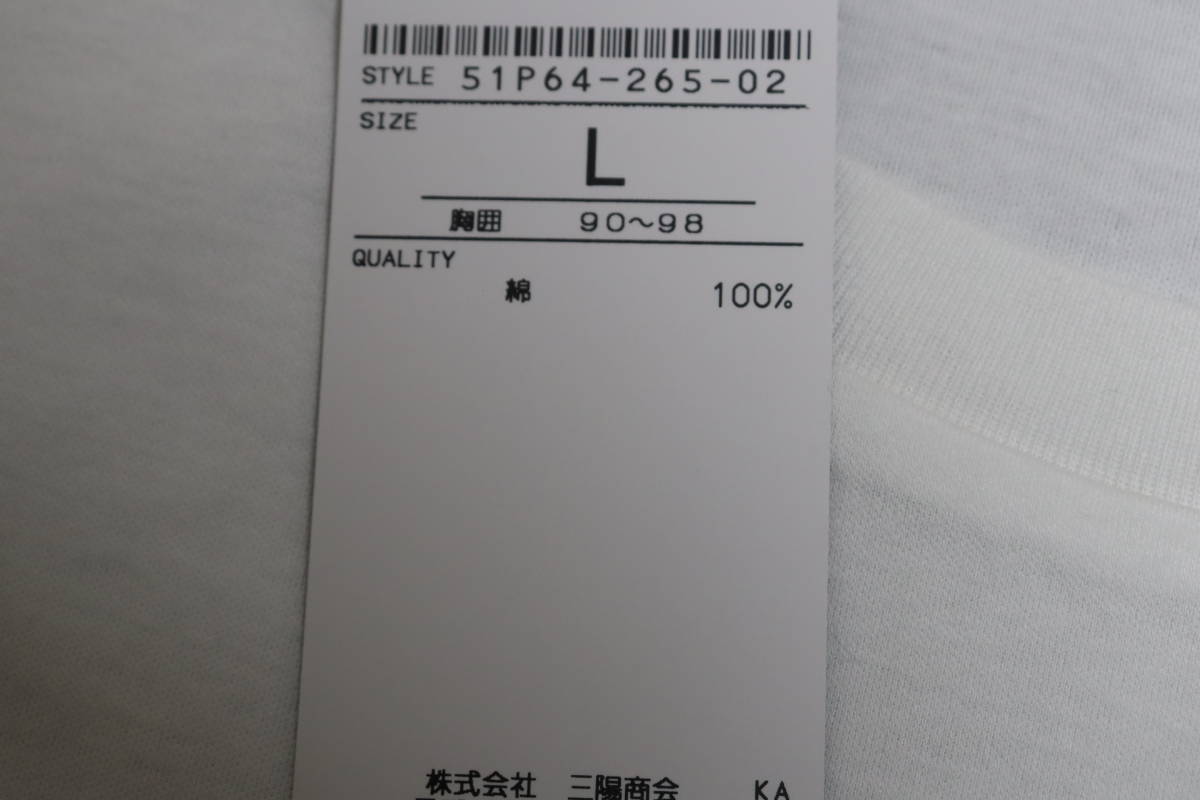 STYLE 51P64-265-02
SIZE
L
胸囲 90〜98
QUALITY
綿 100%
株式会社 三陽商会 KA